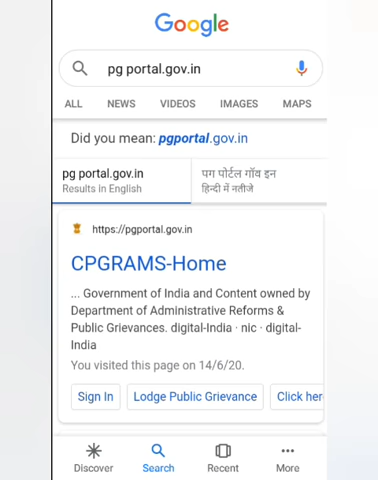 Google
pg portal.gov.in
ALL NEWS VIDEOS IMAGES MAPS
Did you mean: pgportal.gov.in
pg portal.gov.in
Results in English
पग पोर्टल गॉव इन
हिन्दी में नतीजे
https://pgportal.gov.in
CPGRAMS-Home
... Government of India and Content owned by
Department of Administrative Reforms &
Public Grievances. digital-India · nic · digital-
India
You visited this page on 14/6/20.
Sign In Lodge Public Grievance Click her
Discover Search Recent More